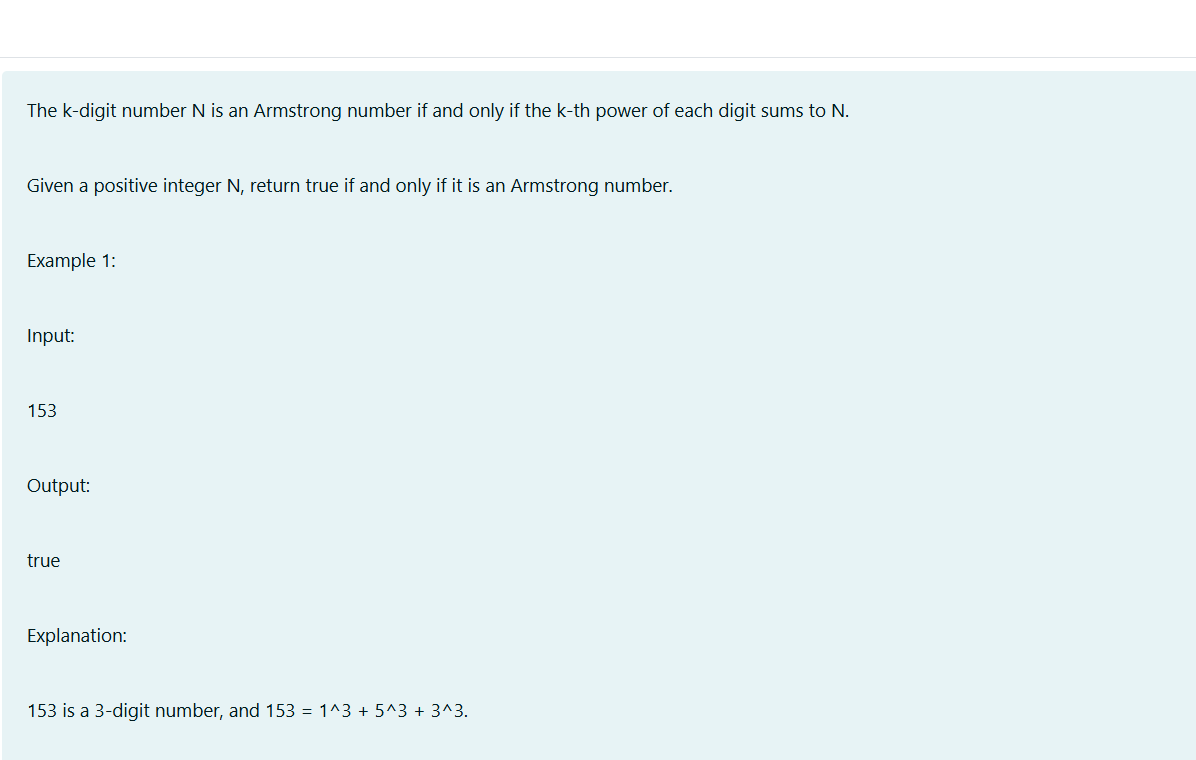 The k-digit number N is an Armstrong number if and only if the k-th power of each digit sums to N.
Given a positive integer N, return true if and only if it is an Armstrong number.
Example 1:
Input:
153
Output:
true
Explanation:
153 is a 3-digit number, and 153 = 1^3 + 5^3 + 3^3.